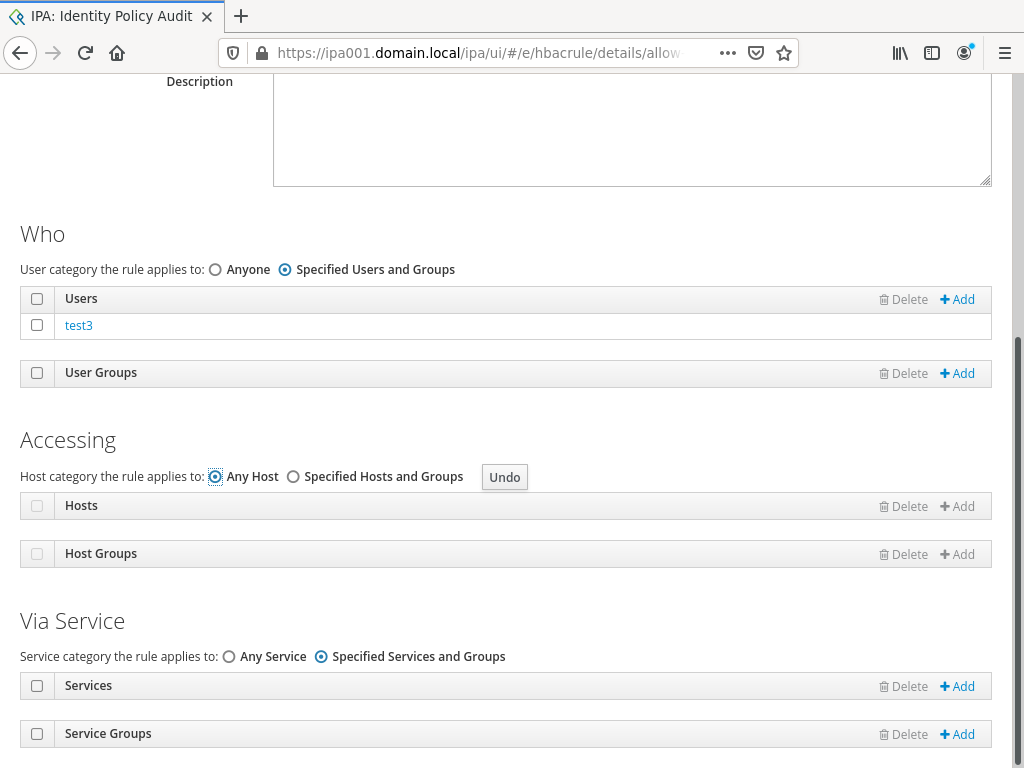 IPA: Identity Policy Audit
https://ipa001.domain.local/ipa/ui/#/e/hbacrule/details/allow
Description
Who
User category the rule applies to: Anyone Specified Users and Groups
Users Delete Add
test3
User Groups Delete Add
Accessing
Host category the rule applies to: Any Host Specified Hosts and Groups Undo
Hosts Delete Add
Host Groups Delete Add
Via Service
Service category the rule applies to: Any Service Specified Services and Groups
Services Delete Add
Service Groups Delete Add